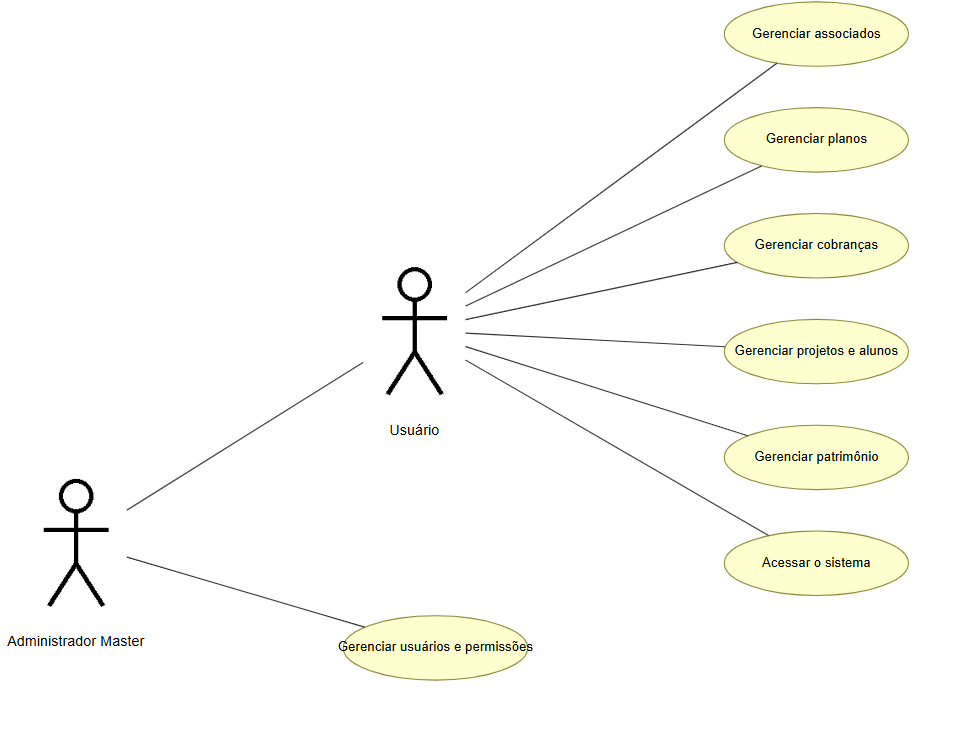 Gerenciar associados
Gerenciar planos
Gerenciar cobranças
Gerenciar projetos e alunos
Usuário
Gerenciar patrimônio
Acessar o sistema
Administrador Master
Gerenciar usuários e permissões